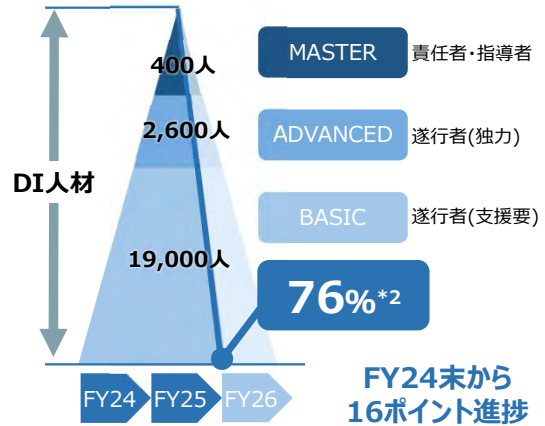 DI人材
400人
2,600人
19,000人
MASTER 責任者・指導者
ADVANCED 遂行者(独力)
BASIC 遂行者(支援要)
76%*2
FY24 FY25 FY26
FY24末から
16ポイント進捗